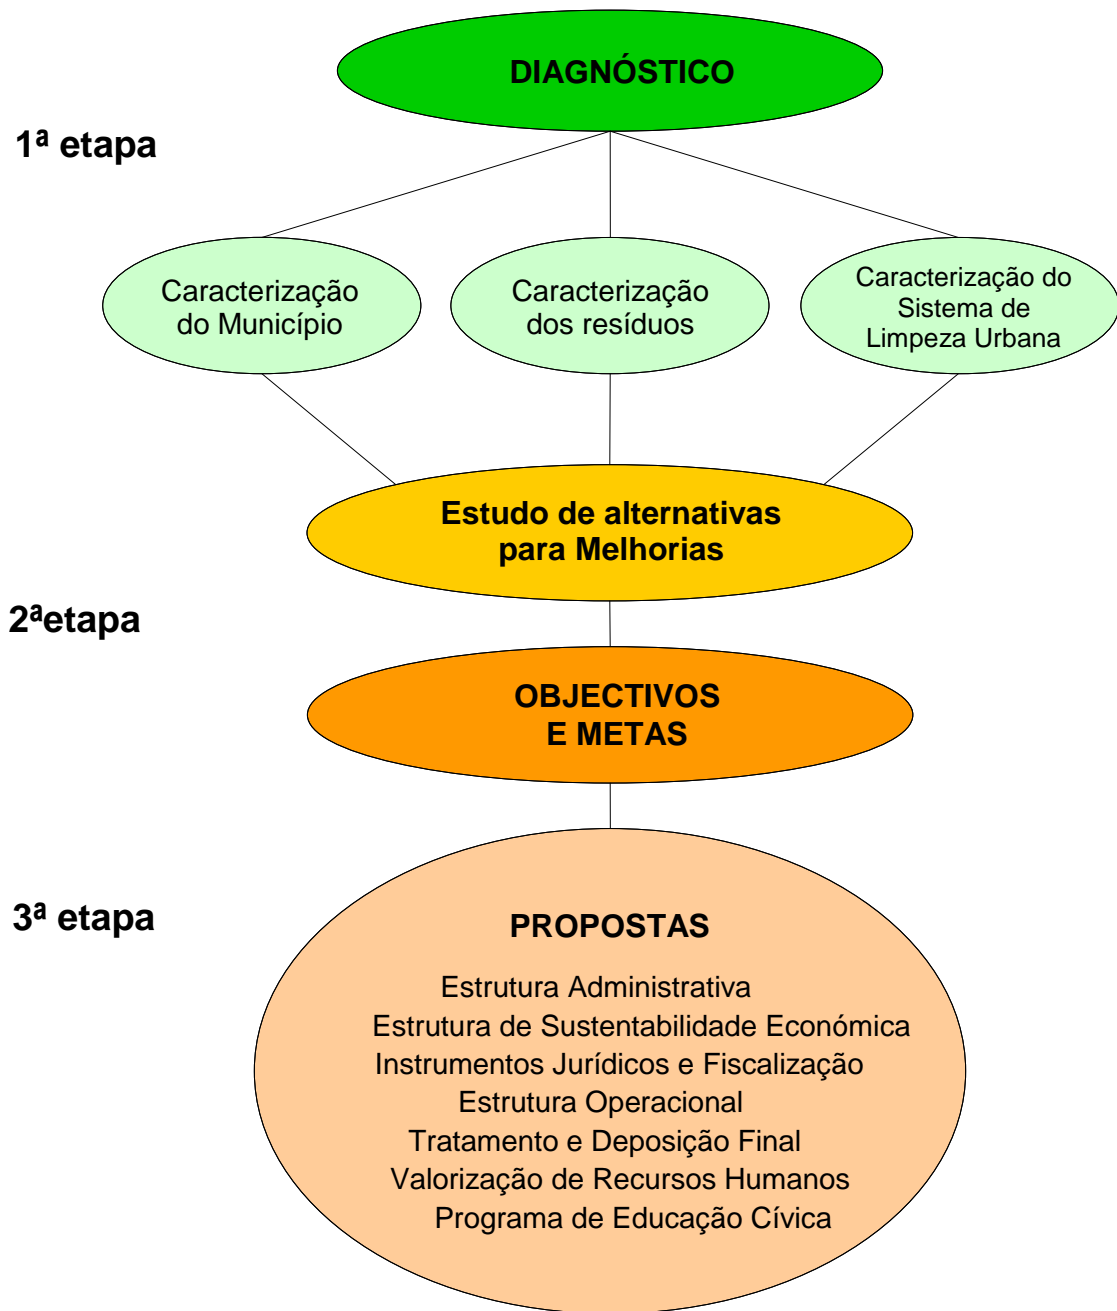 DIAGNÓSTICO
1ª etapa
Caracterização
do Município
Caracterização
dos resíduos
Caracterização do
Sistema de
Limpeza Urbana
Estudo de alternativas
para Melhorias
2ªetapa
OBJECTIVOS
E METAS
3ª etapa
PROPOSTAS
Estrutura Administrativa
Estrutura de Sustentabilidade Económica
Instrumentos Jurídicos e Fiscalização
Estrutura Operacional
Tratamento e Deposição Final
Valorização de Recursos Humanos
Programa de Educação Cívica